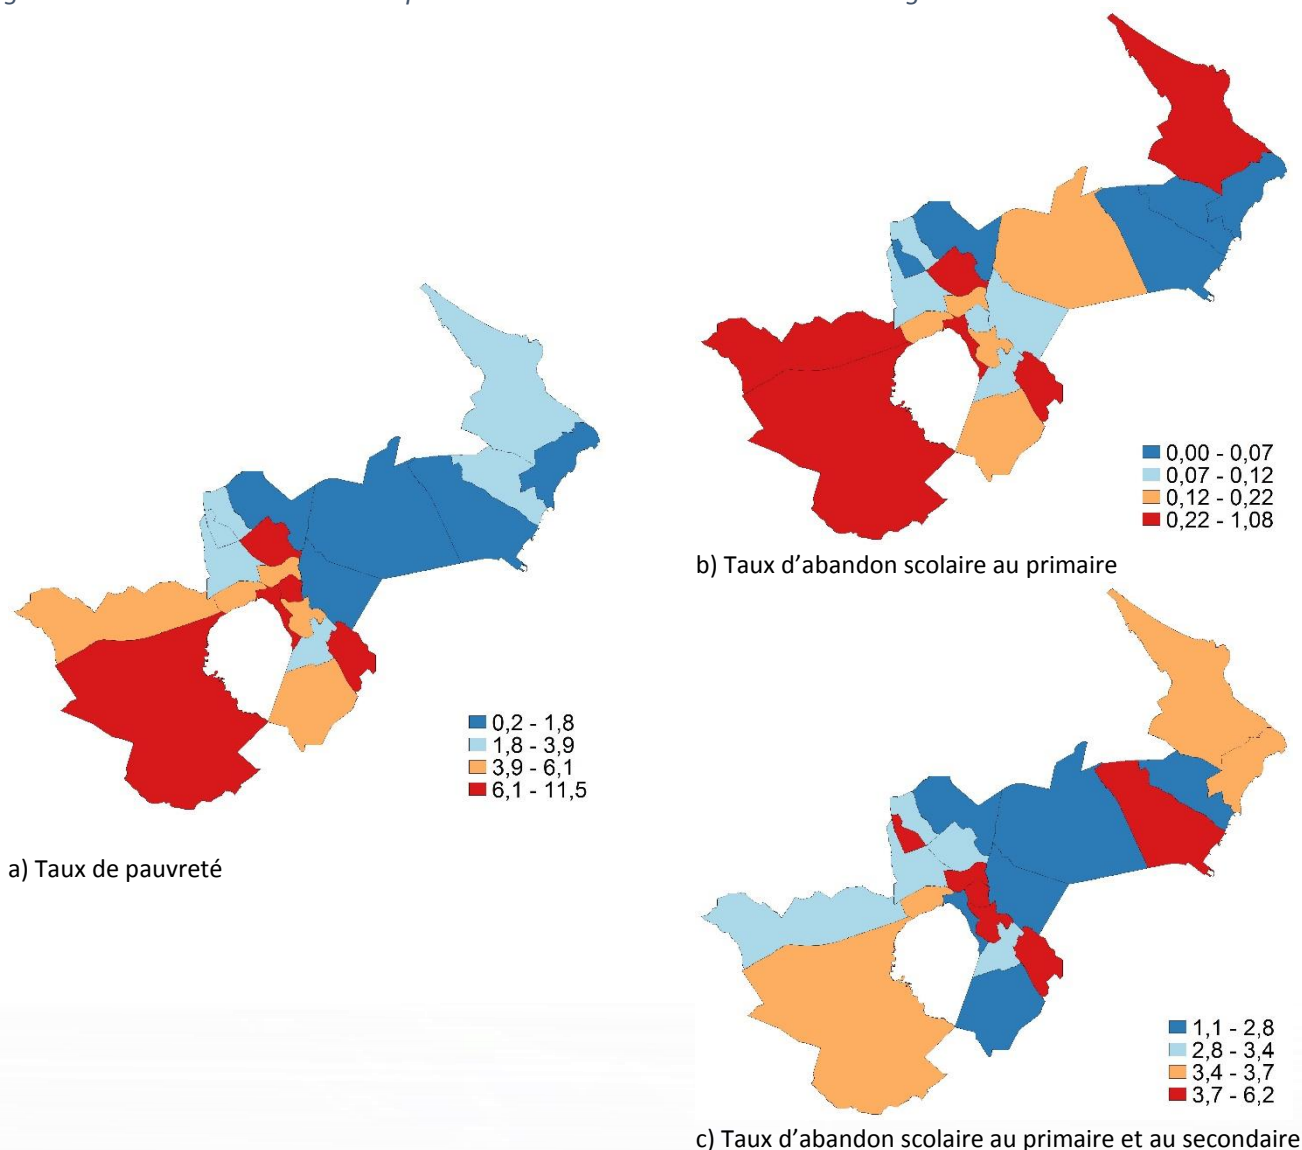 0,00 - 0,07
0,07 - 0,12
0,12 - 0,22
0,22 - 1,08
b) Taux d’abandon scolaire au primaire
0,2 - 1,8
1,8 - 3,9
3,9 - 6,1
6,1 - 11,5
a) Taux de pauvreté
1,1 - 2,8
2,8 - 3,4
3,4 - 3,7
3,7 - 6,2
c) Taux d’abandon scolaire au primaire et au secondaire